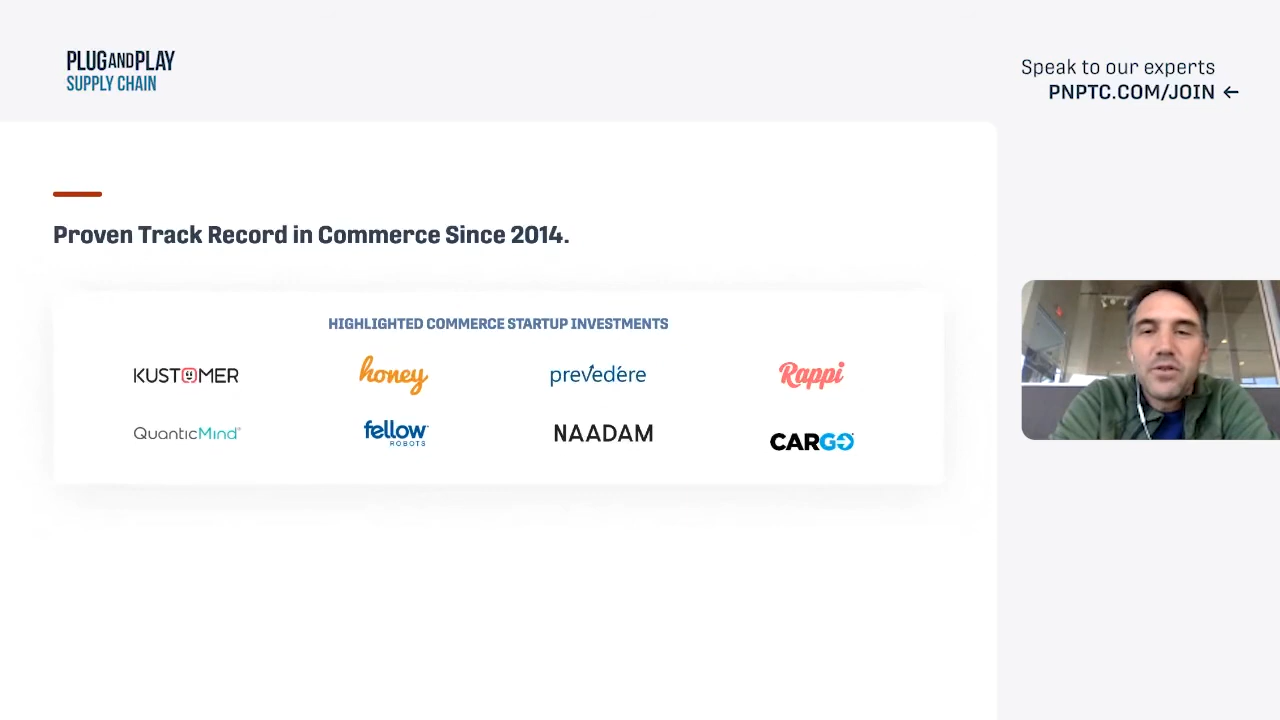 PLUGANDPLAY
SUPPLY CHAIN
Speak to our experts
PNPTC.COM/JOIN ←
Proven Track Record in Commerce Since 2014.
HIGHLIGHTED COMMERCE STARTUP INVESTMENTS
KUSTOMER honey prevedere Rappi
QuanticMind fellow ROBOTS NAADAM CARGO